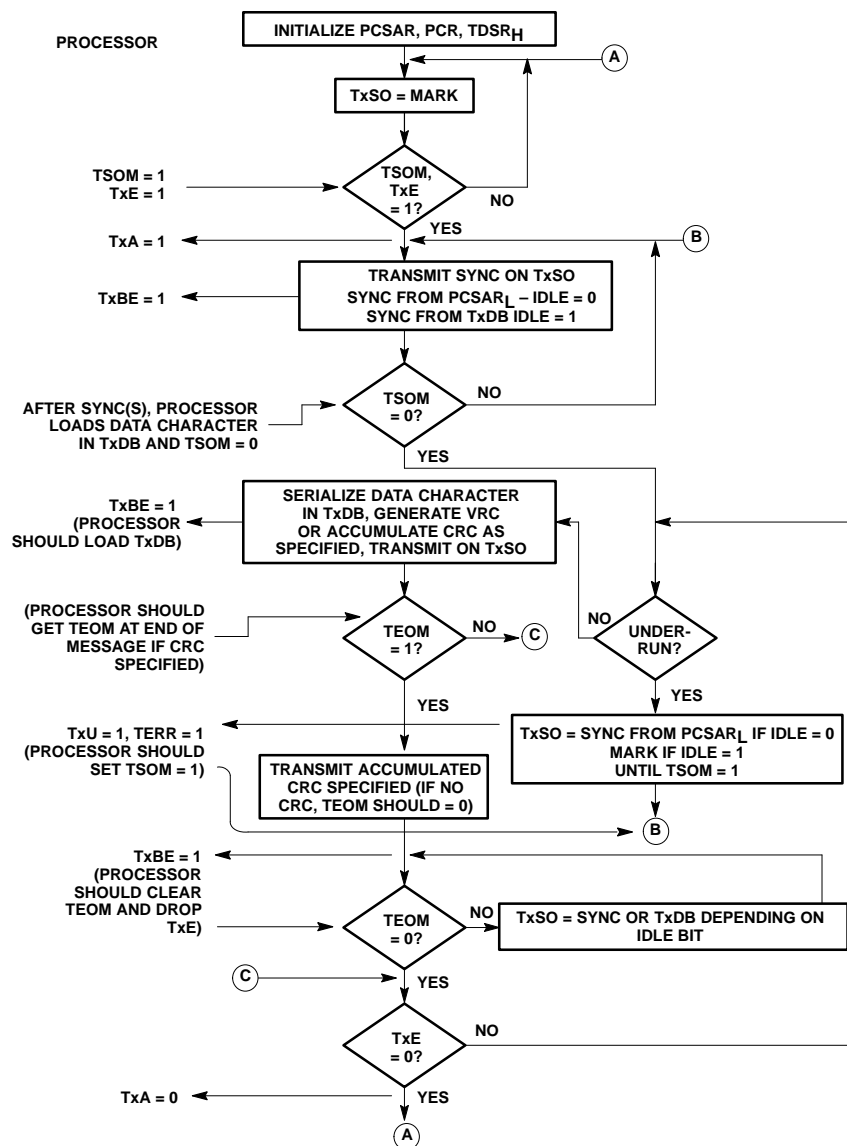 INITIALIZE PCSAR, PCR, TDSRH
PROCESSOR
A
TxSO = MARK
TSOM = 1
TxE = 1
TSOM,
TxE
= 1?
NO
YES
TxA = 1
B
TRANSMIT SYNC ON TxSO
SYNC FROM PCSARL – IDLE = 0
SYNC FROM TxDB IDLE = 1
TxBE = 1
TSOM
= 0?
NO
AFTER SYNC(S), PROCESSOR
LOADS DATA CHARACTER
IN TxDB AND TSOM = 0
YES
SERIALIZE DATA CHARACTER
IN TxDB, GENERATE VRC
OR ACCUMULATE CRC AS
SPECIFIED, TRANSMIT ON TxSO
TxBE = 1
(PROCESSOR
SHOULD LOAD TxDB)
(PROCESSOR SHOULD
GET TEOM AT END OF
MESSAGE IF CRC
SPECIFIED)
TEOM
= 1?
NO
C
NO
UNDER-
RUN?
YES
YES
TxU = 1, TERR = 1
(PROCESSOR SHOULD
SET TSOM = 1)
TxSO = SYNC FROM PCSARL IF IDLE = 0
MARK IF IDLE = 1
UNTIL TSOM = 1
TRANSMIT ACCUMULATED
CRC SPECIFIED (IF NO
CRC, TEOM SHOULD = 0)
B
TxBE = 1
(PROCESSOR
SHOULD CLEAR
TEOM AND DROP
TxE)
TEOM
= 0?
NO
TxSO = SYNC OR TxDB DEPENDING ON
IDLE BIT
C
YES
TxE
= 0?
NO
TxA = 0
YES
A